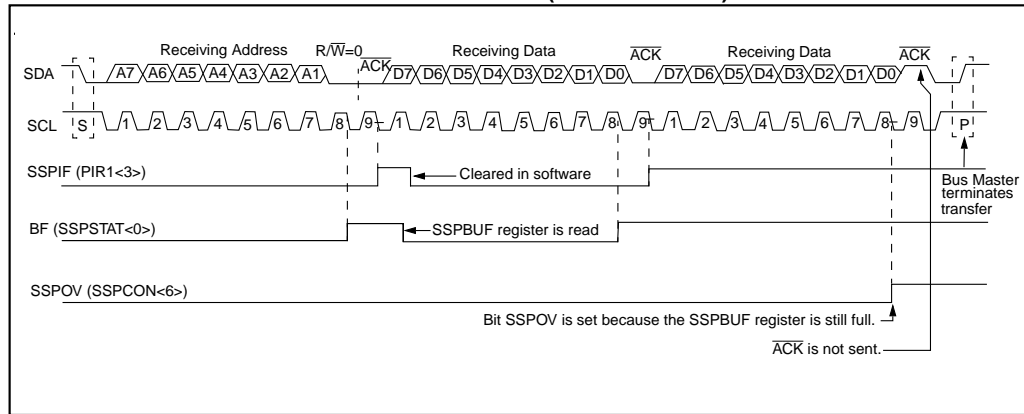 Receiving Address R/W=0 Receiving Data ACK Receiving Data ACK
ACK
SDA A7 A6 A5 A4 A3 A2 A1 D7 D6 D5 D4 D3 D2 D1 D0 D7 D6 D5 D4 D3 D2 D1 D0
SCL S 1 2 3 4 5 6 7 8 9 1 2 3 4 5 6 7 8 9 1 2 3 4 5 6 7 8 9 P
SSPIF (PIR1<3>)
Cleared in software
Bus Master
terminates
transfer
BF (SSPSTAT<0>)
SSPBUF register is read
SSPOV (SSPCON<6>)
Bit SSPOV is set because the SSPBUF register is still full.
ACK is not sent.